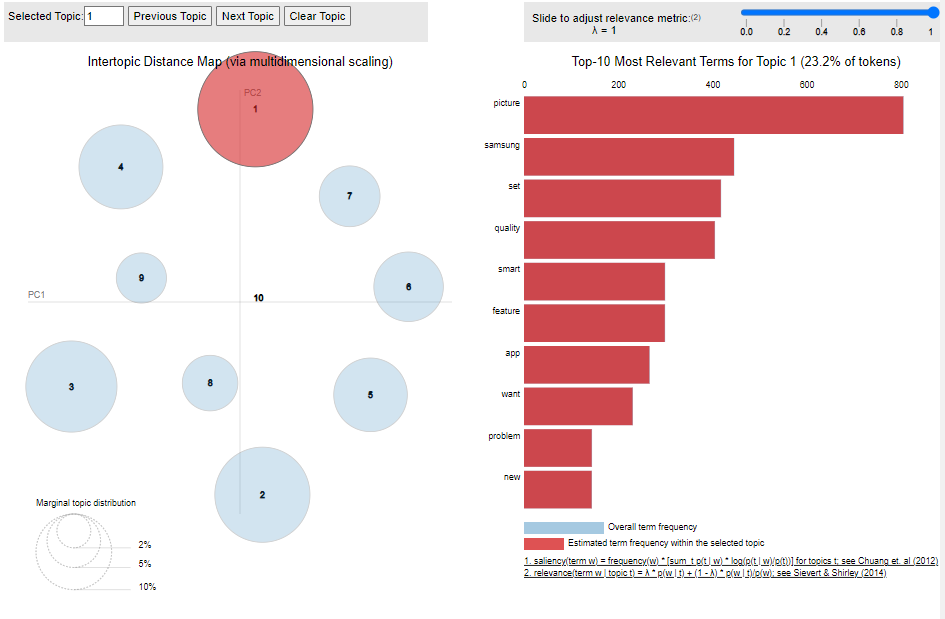 Selected Topic: 1 Previous Topic Next Topic Clear Topic
Slide to adjust relevance metric:(2)
λ = 1
0.0 0.2 0.4 0.6 0.8 1
Intertopic Distance Map (via multidimensional scaling)
PC2
1
4
7
9
6
PC1
10
3
8
5
2
Marginal topic distribution
2%
5%
10%
Top-10 Most Relevant Terms for Topic 1 (23.2% of tokens)
0 200 400 600 800
picture
samsung
set
quality
smart
feature
app
want
problem
new
Overall term frequency
Estimated term frequency within the selected topic
1. saliency(term w) = frequency(w) * [sum_t p(t | w) * log(p(t | w)/p(t))] for topics t; see Chuang et. al (2012)
2. relevance(term w | topic t) = λ * p(w | t) + (1 - λ) * p(w | t)/p(w); see Sievert & Shirley (2014)